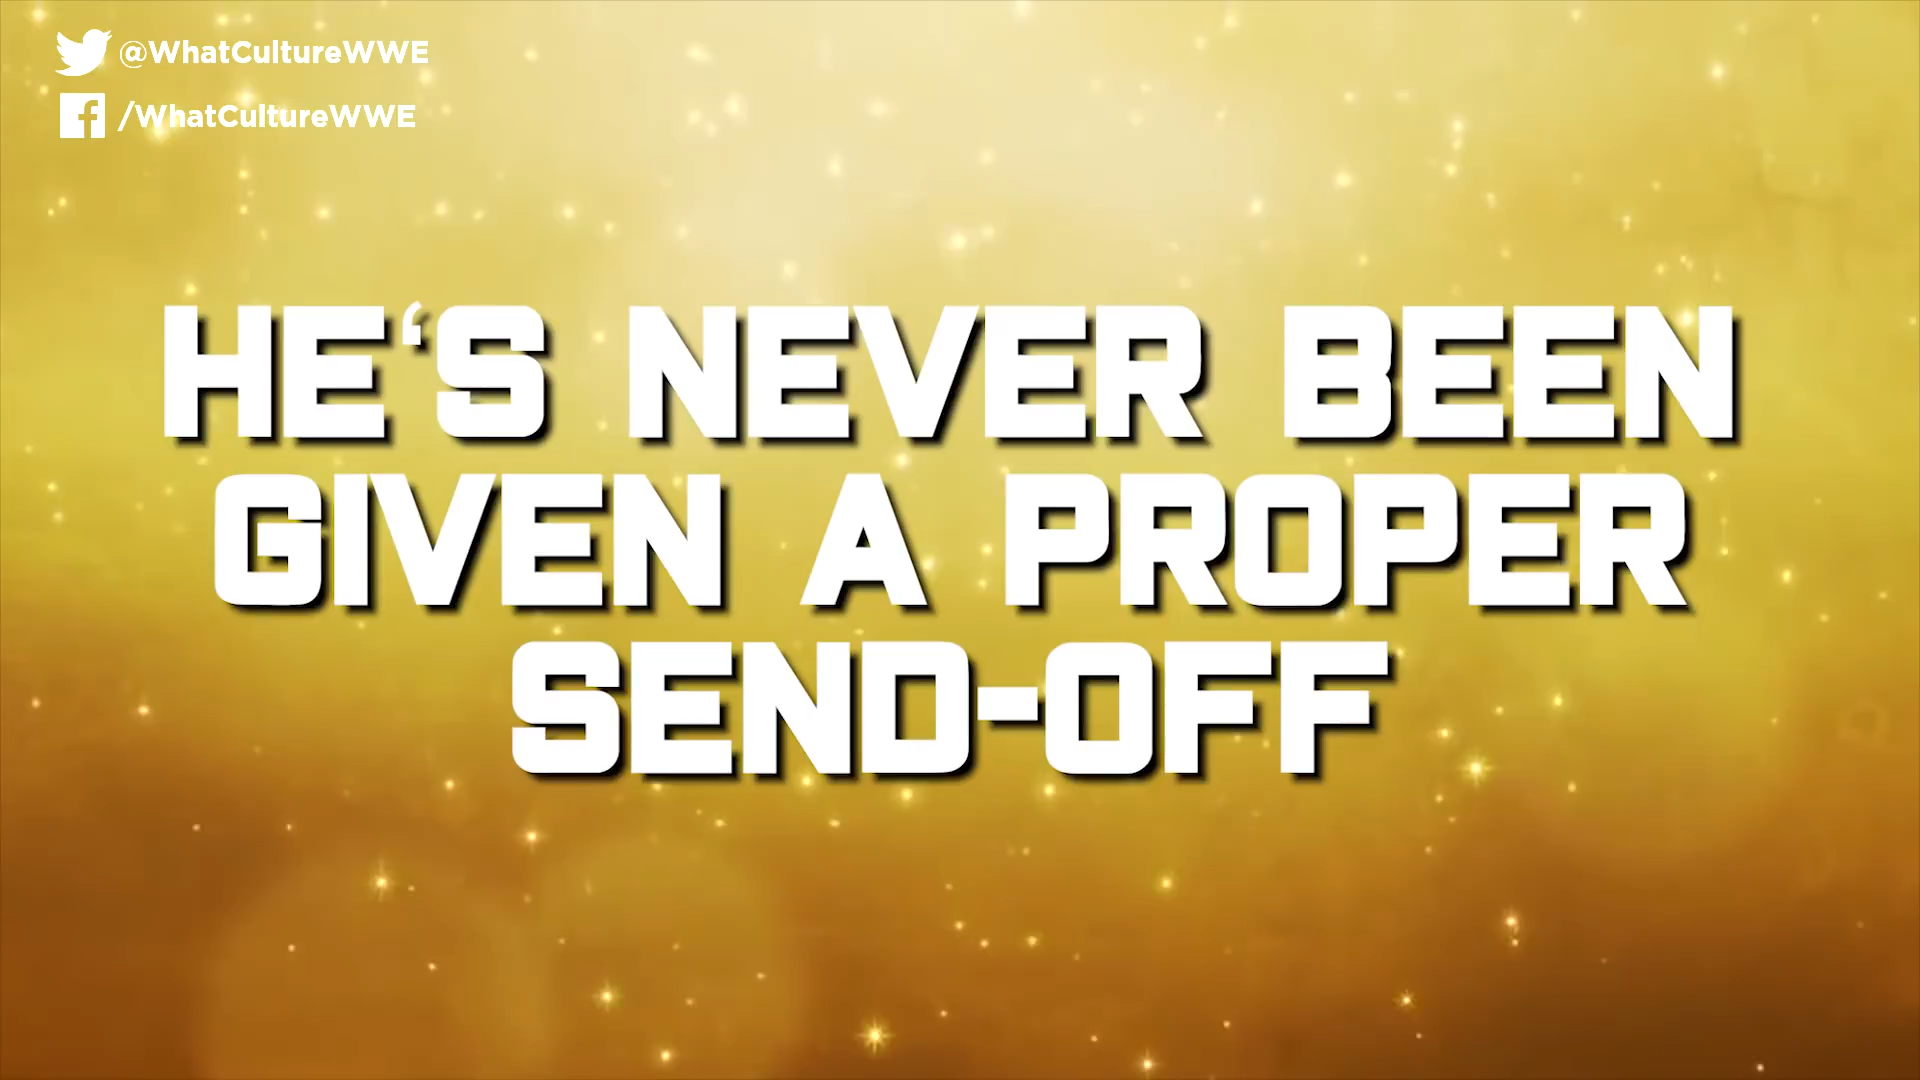 @WhatCultureWWE
/WhatCultureWWE
HE‘S NEVER BEEN
GIVEN A PROPER
SEND-OFF